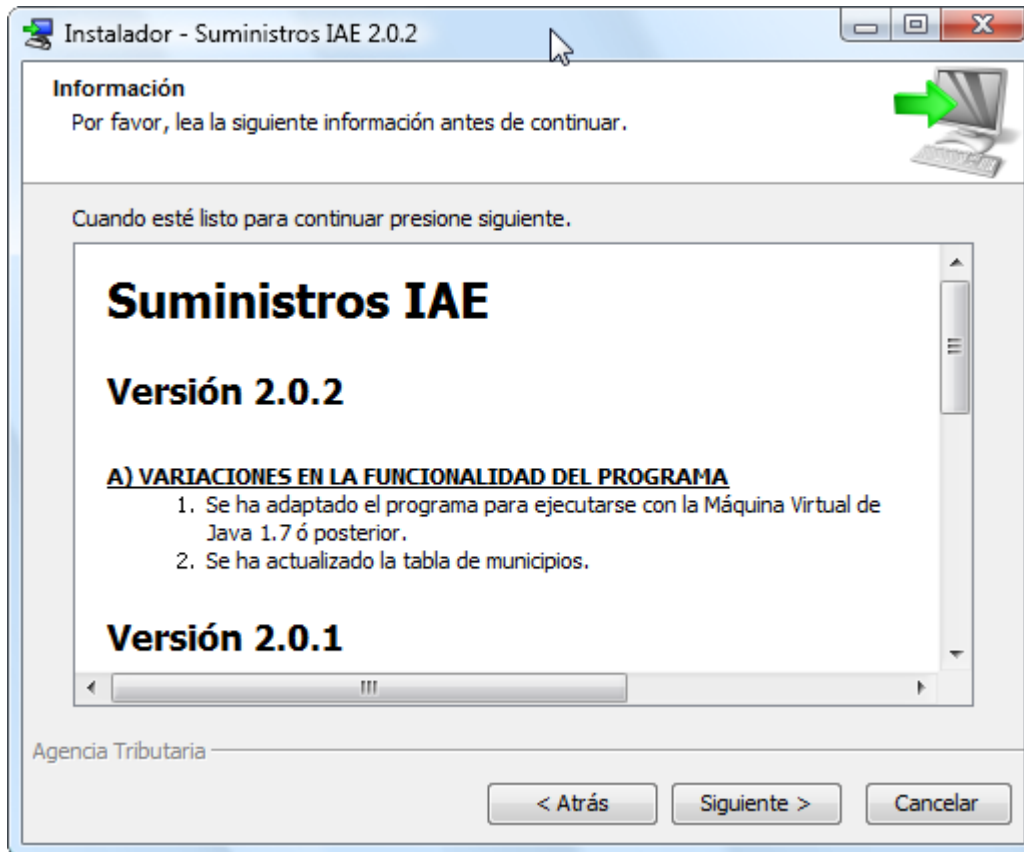 Instalador - Suministros IAE 2.0.2
Información
Por favor, lea la siguiente información antes de continuar.
Cuando esté listo para continuar presione siguiente.
Suministros IAE
Versión 2.0.2
A) VARIACIONES EN LA FUNCIONALIDAD DEL PROGRAMA
1. Se ha adaptado el programa para ejecutarse con la Máquina Virtual de
Java 1.7 ó posterior.
2. Se ha actualizado la tabla de municipios.
Versión 2.0.1
Agencia Tributaria
< Atrás
Siguiente >
Cancelar